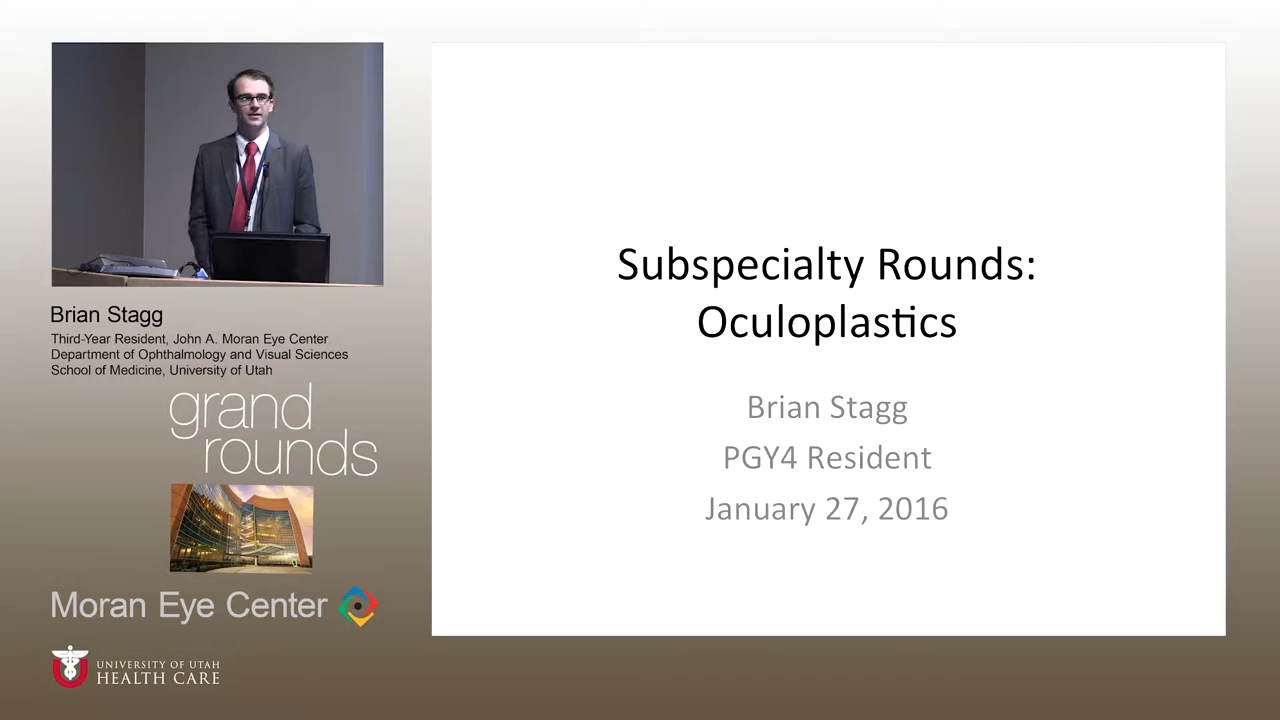 Brian Stagg
Third-Year Resident, John A. Moran Eye Center
Department of Ophthalmology and Visual Sciences
School of Medicine, University of Utah
grand
rounds
Moran Eye Center
UNIVERSITY OF UTAH
HEALTH CARE
Subspecialty Rounds:
Oculoplastics
Brian Stagg
PGY4 Resident
January 27, 2016